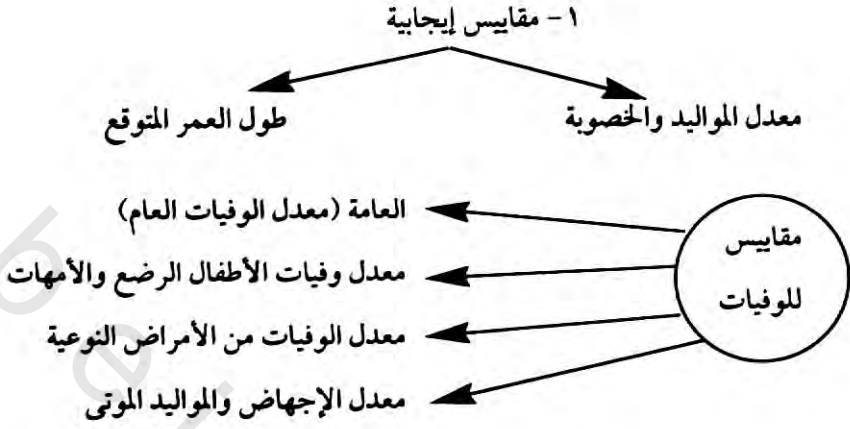 ١ - مقاييس إيجابية
معدل المواليد والخصوبة
طول العمر المتوقع
مقاييس
للوفيات
العامة (معدل الوفيات العام)
معدل وفيات الأطفال الرضع والأمهات
معدل الوفيات من الأمراض النوعية
معدل الإجهاض والمواليد الموتى